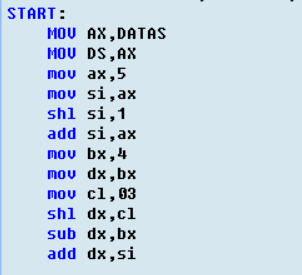 START:
MOV AX,DATAS
MOV DS,AX
mov ax,5
mov si,ax
shl si,1
add si,ax
mov bx,4
mov dx,bx
mov cl,03
shl dx,cl
sub dx,bx
add dx,si